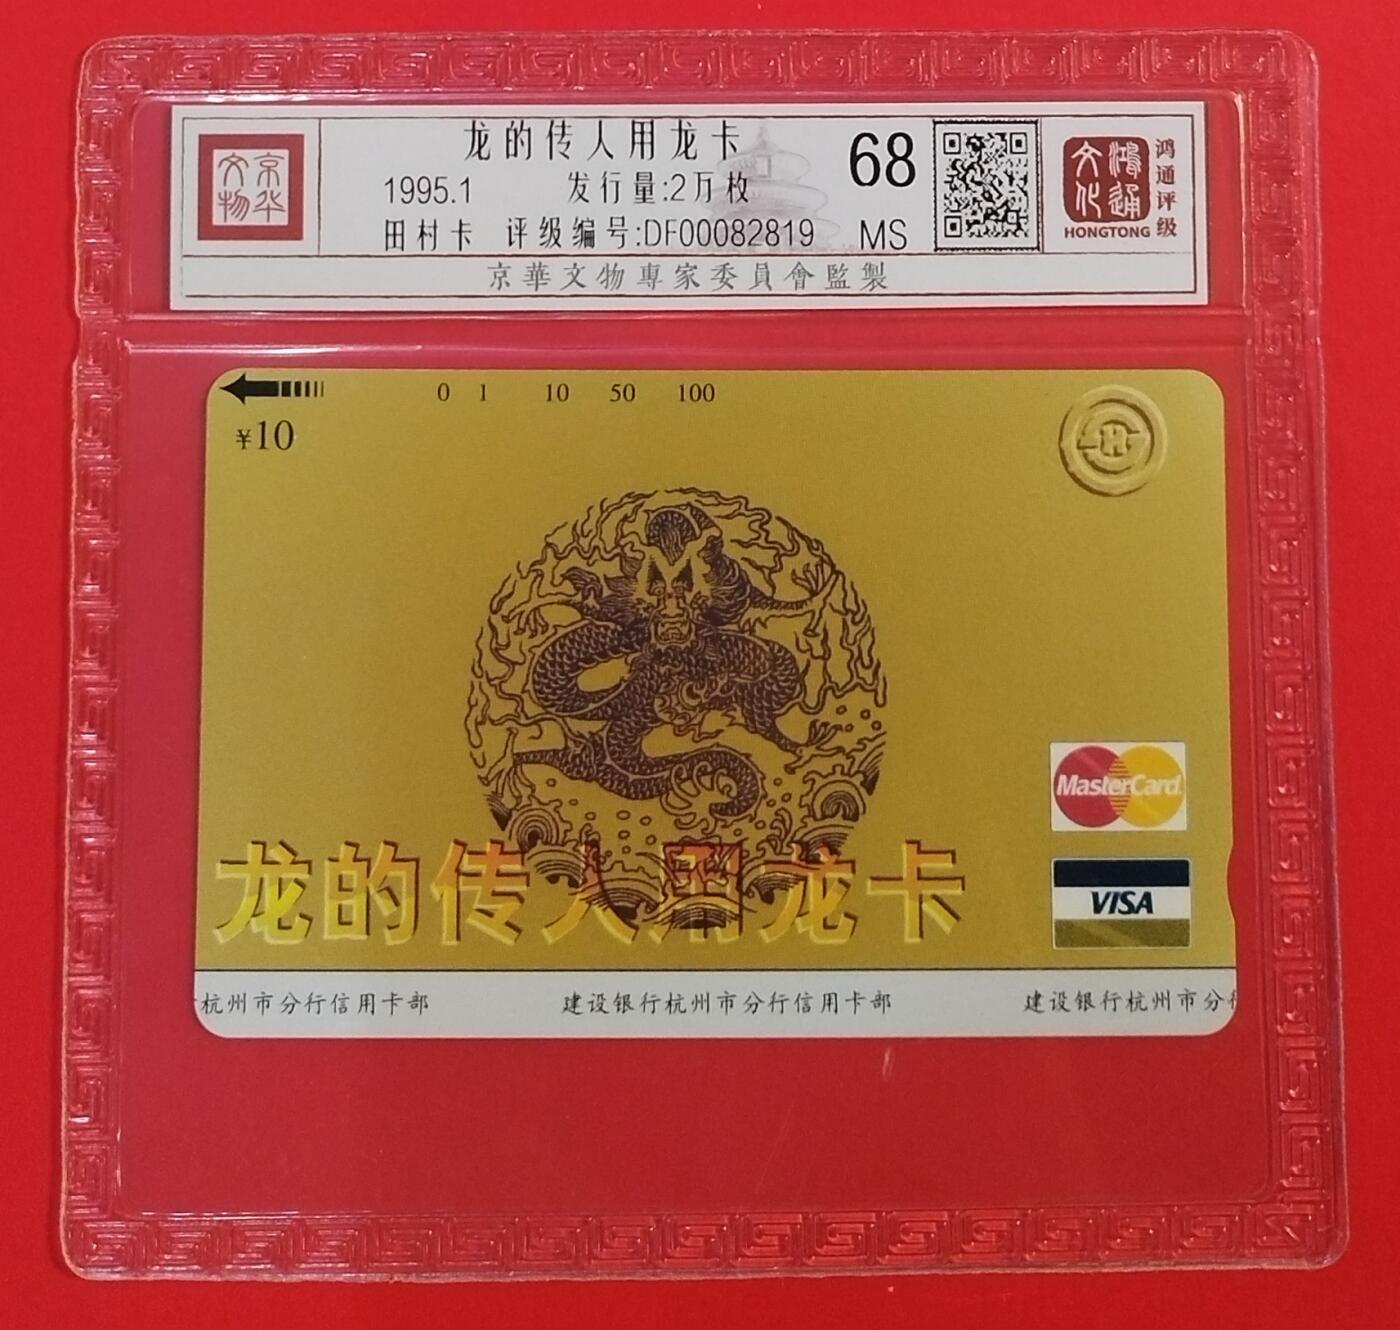 京华文物
龙的传人用龙卡
1995.1 发行量:2万枚
田村卡 评级编号:DF00082819
68
MS
鸿通文化
HONGTONG
鸿通评级
京華文物專家委員會監製
0 1 10 50 100
¥10
MasterCard
VISA
龙的传人用龙卡
杭州市分行信用卡部 建设银行杭州市分行信用卡部 建设银行杭州市分行